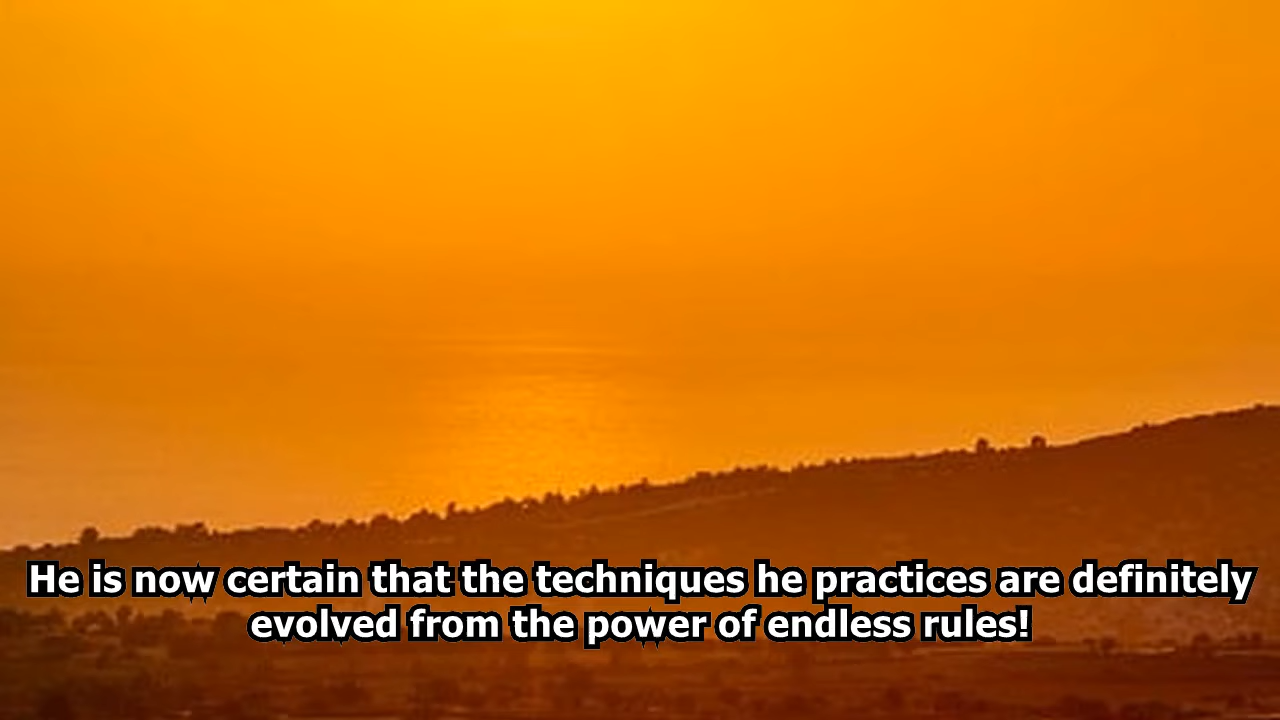 He is now certain that the techniques he practices are definitely
evolved from the power of endless rules!